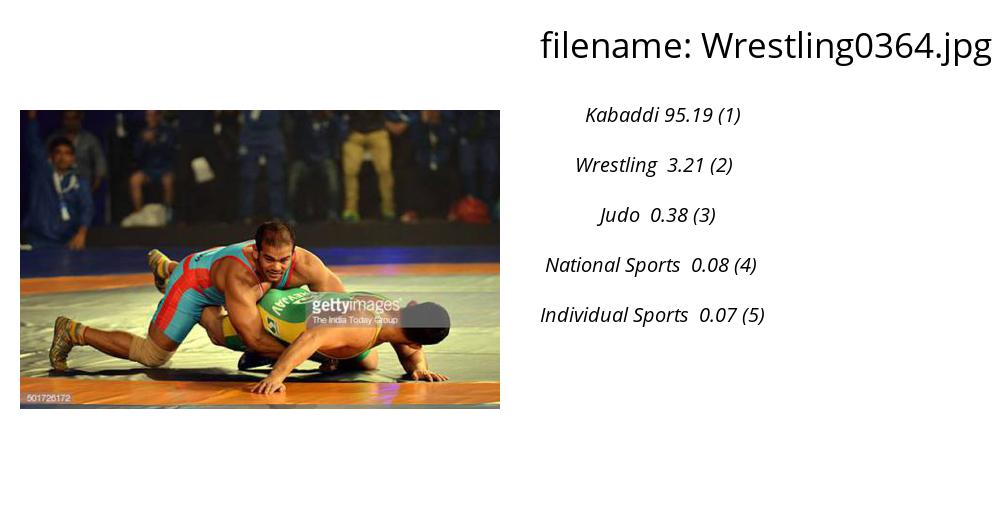 filename: Wrestling0364.jpg
Kabaddi 95.19 (1)
Wrestling 3.21 (2)
Judo 0.38 (3)
National Sports 0.08 (4)
Individual Sports 0.07 (5)
gettyimages
The India Today Group
501726172